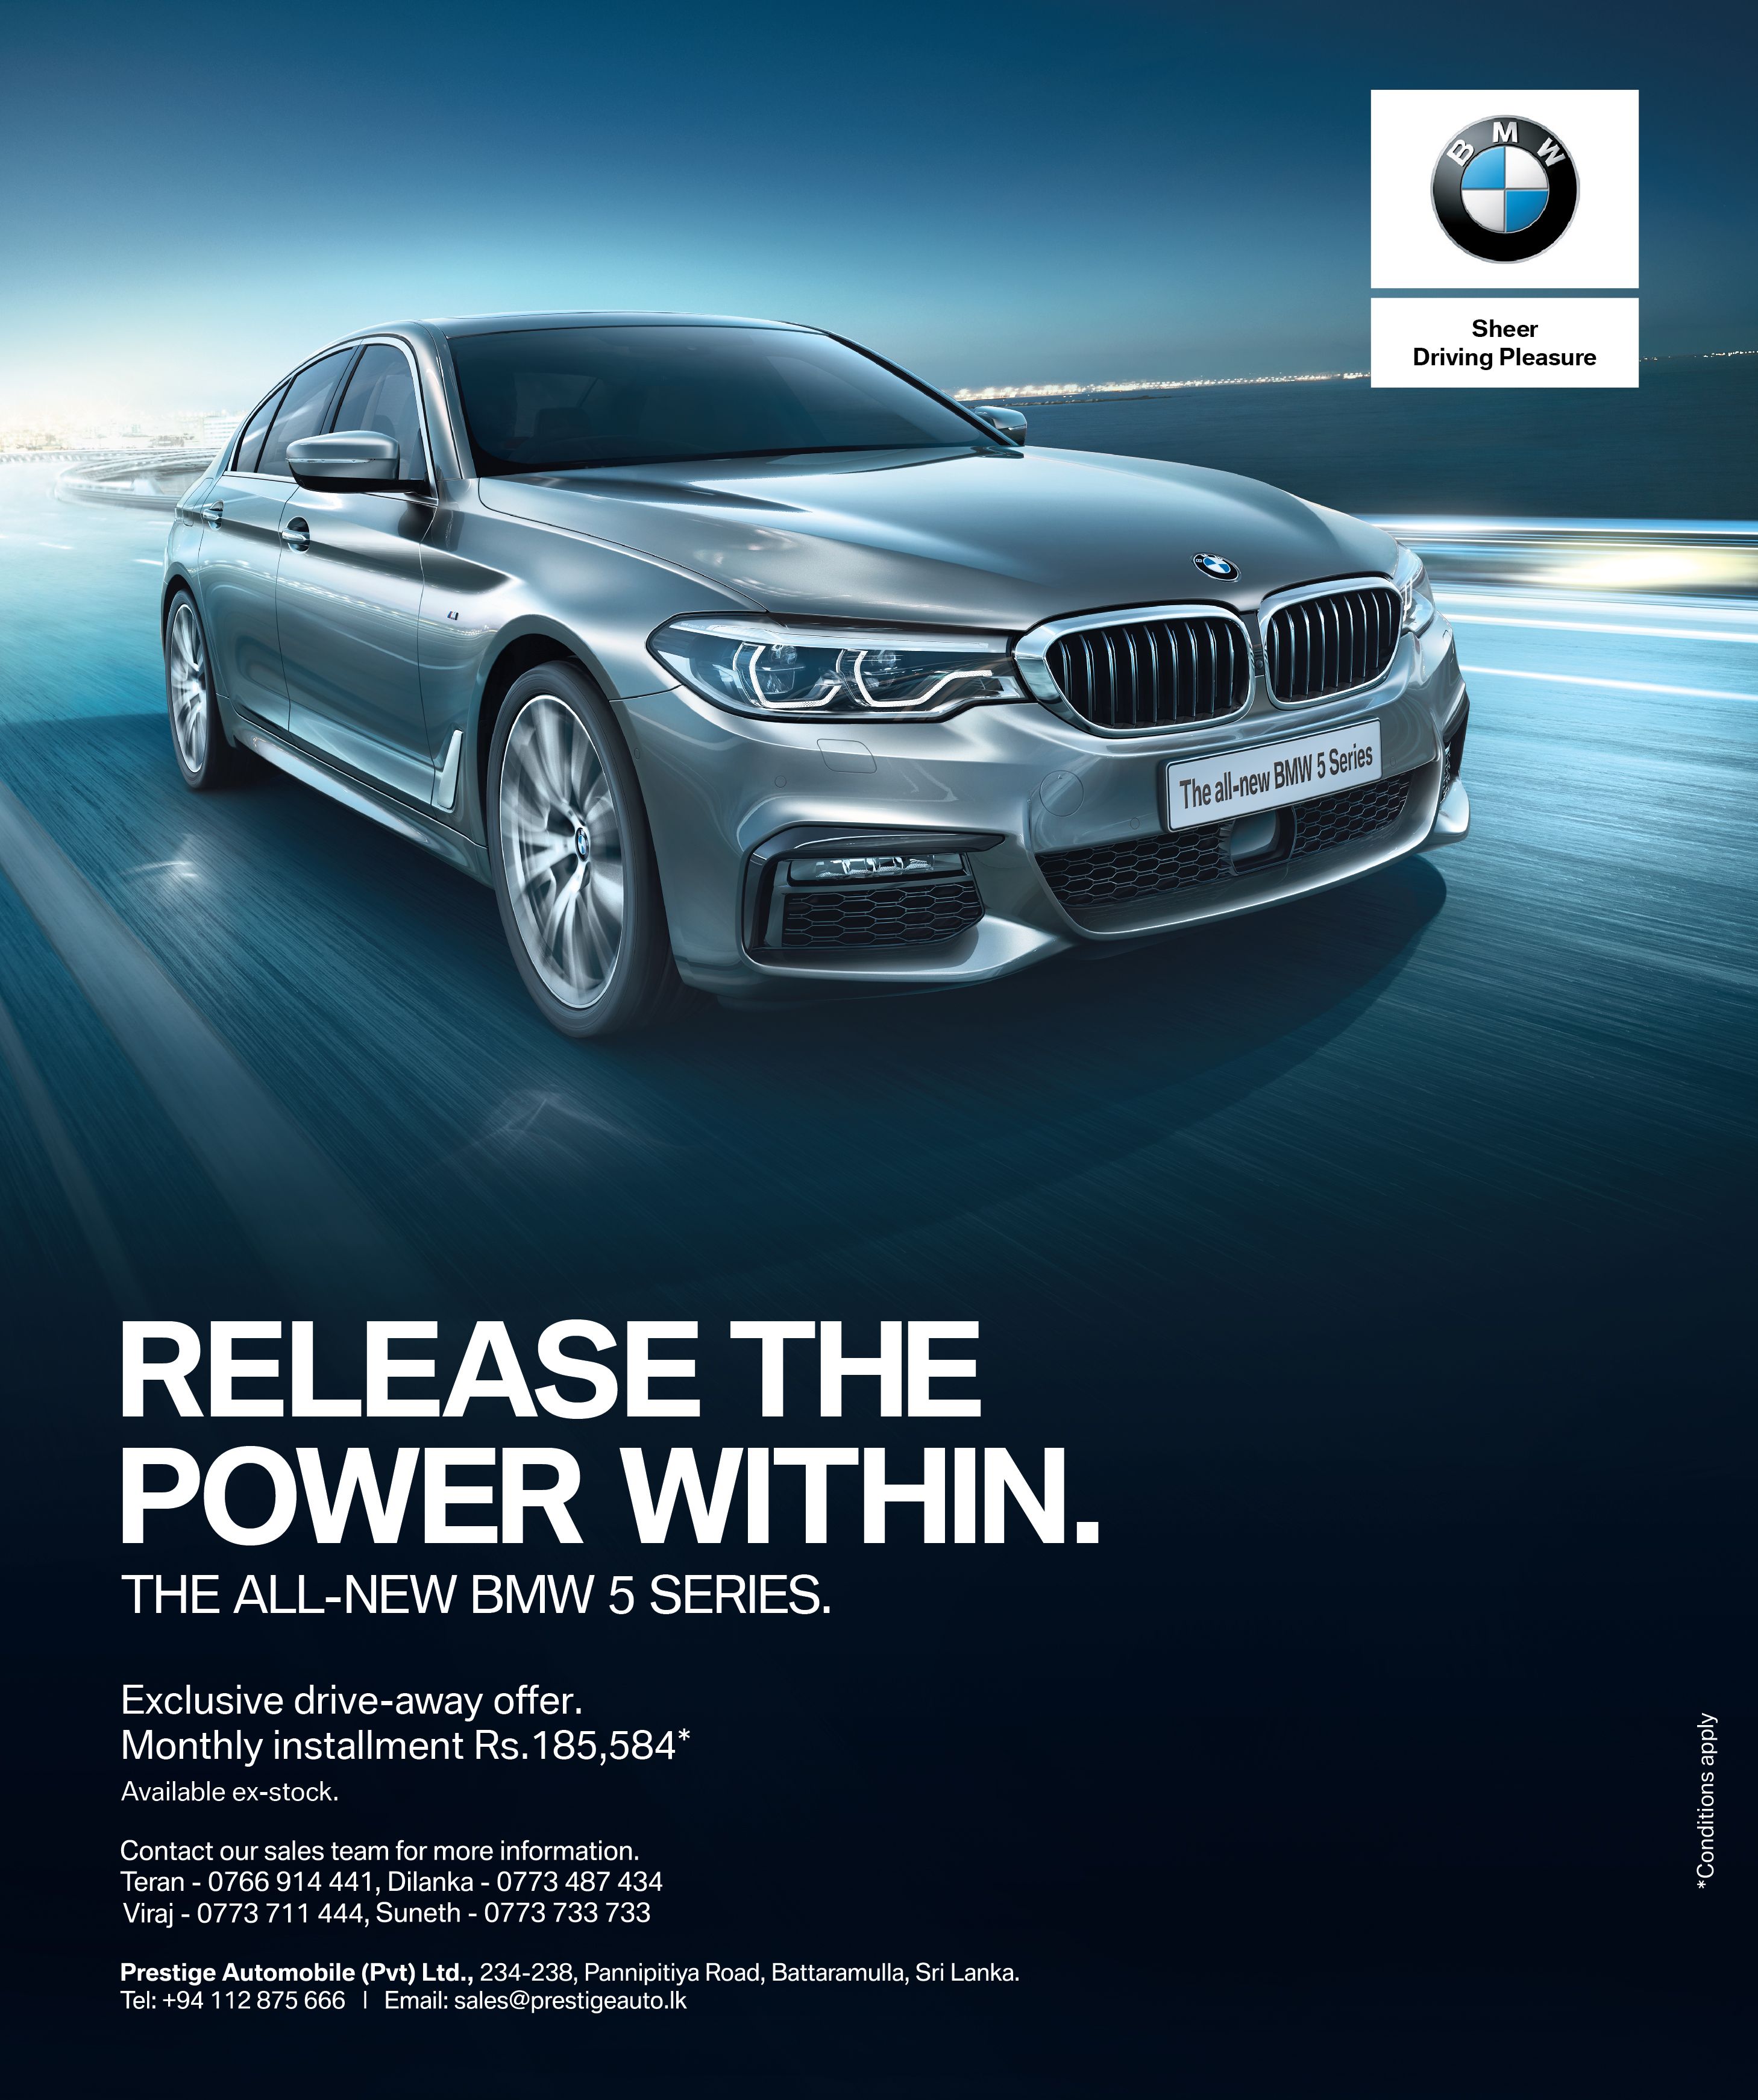 BMW
Sheer
Driving Pleasure
The all-new BMW 5 Series
RELEASE THE
POWER WITHIN.
THE ALL-NEW BMW 5 SERIES.
Exclusive drive-away offer.
Monthly installment Rs.185,584*
Available ex-stock.
Contact our sales team for more information.
Teran - 0766 914 441, Dilanka - 0773 487 434
Viraj - 0773 711 444, Suneth - 0773 733 733
Prestige Automobile (Pvt) Ltd., 234-238, Pannipitiya Road, Battaramulla, Sri Lanka.
Tel: +94 112 875 666 | Email: sales@prestigeauto.lk
*Conditions apply